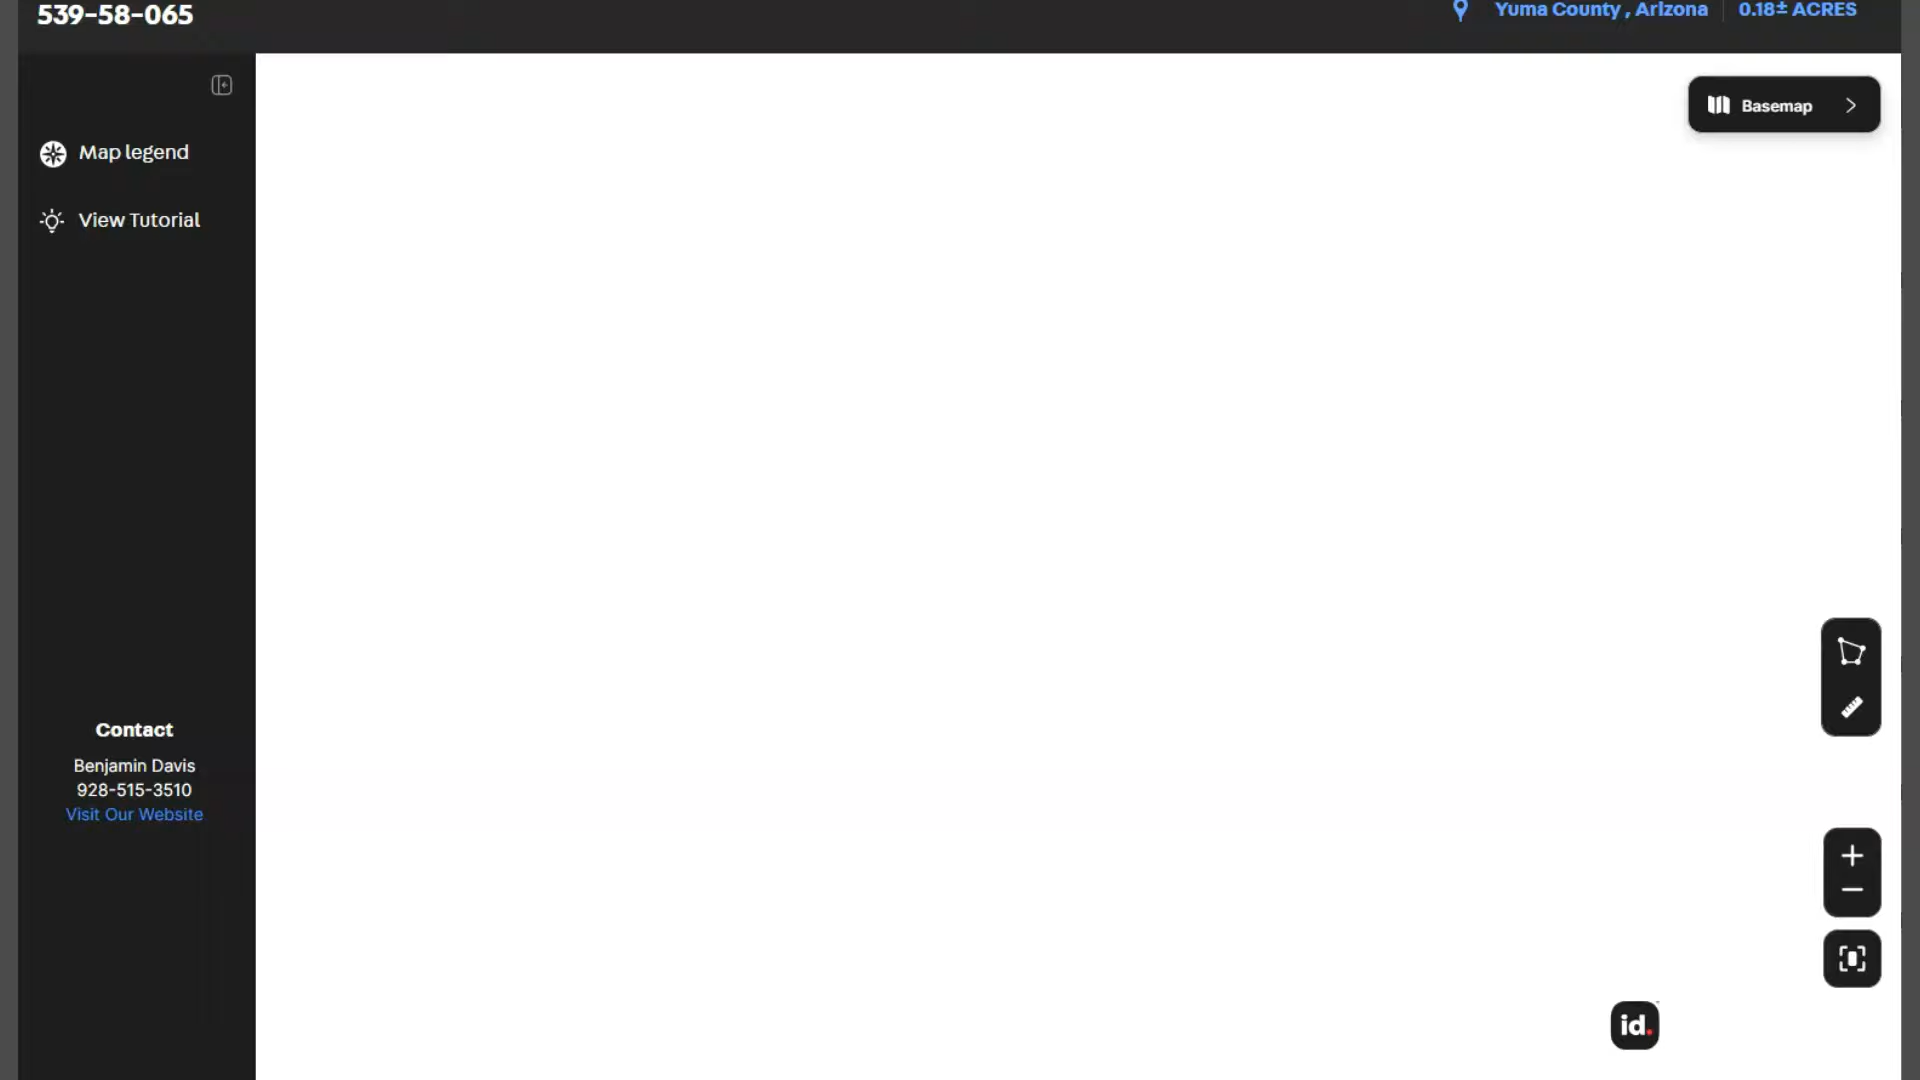 539-58-065
Yuma County , Arizona
0.18± ACRES
Basemap
Map legend
View Tutorial
Contact
Benjamin Davis
928-515-3510
Visit Our Website
id.